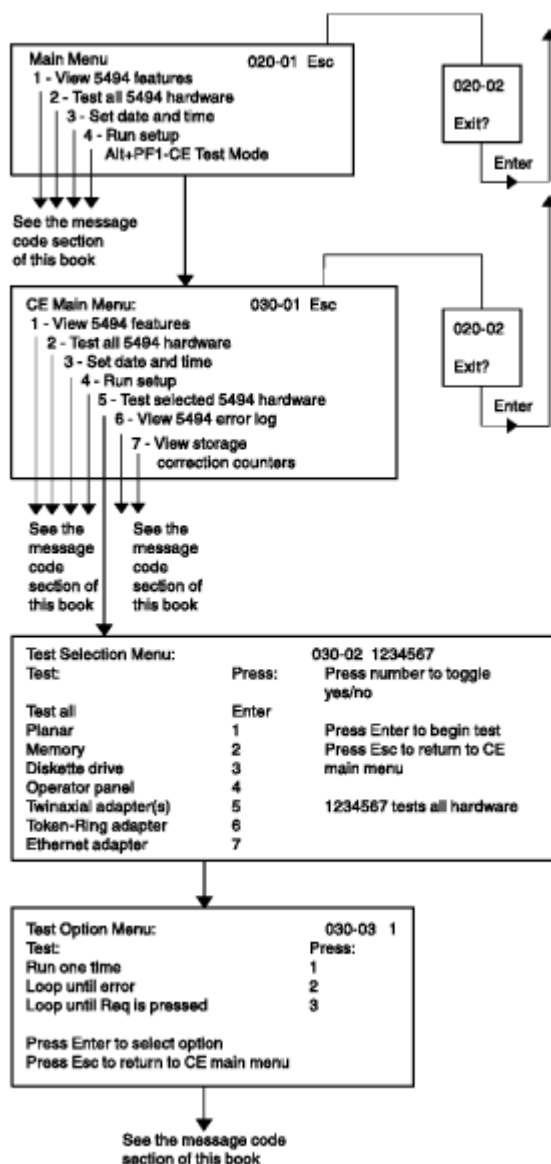 Main Menu 020-01 Esc
1 - View 5494 features
2 - Test all 5494 hardware
3 - Set date and time
4 - Run setup
Alt+PF1-CE Test Mode
020-02
Exit?
Enter
See the message
code section
of this book
CE Main Menu: 030-01 Esc
1 - View 5494 features
2 - Test all 5494 hardware
3 - Set date and time
4 - Run setup
5 - Test selected 5494 hardware
6 - View 5494 error log
7 - View storage
correction counters
020-02
Exit?
Enter
See the
message
code
section of
this book
See the
message
code
section of
this book
Test Selection Menu: 030-02 1234567
Test: Press: Press number to toggle
yes/no
Test all Enter
Planar 1 Press Enter to begin test
Memory 2 Press Esc to return to CE
Diskette drive 3 main menu
Operator panel 4
Twinaxial adapter(s) 5 1234567 tests all hardware
Token-Ring adapter 6
Ethernet adapter 7
Test Option Menu: 030-03 1
Test: Press:
Run one time 1
Loop until error 2
Loop until Req is pressed 3
Press Enter to select option
Press Esc to return to CE main menu
See the message code
section of this book